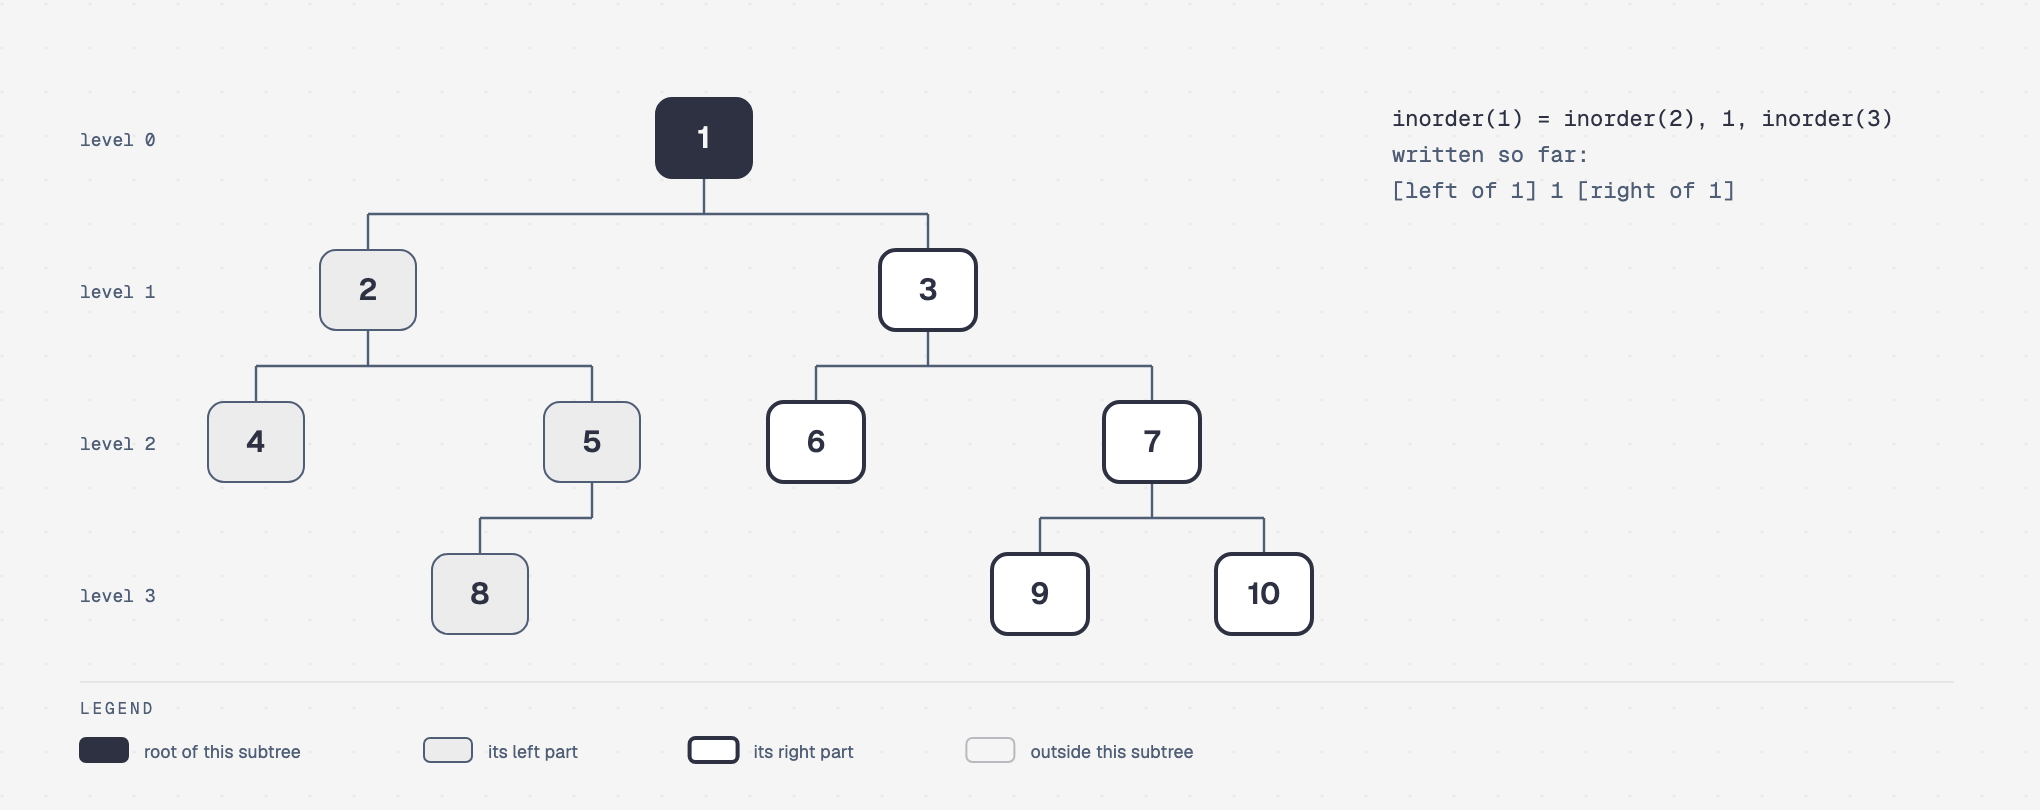 inorder(1) = inorder(2), 1, inorder(3)
written so far:
[left of 1] 1 [right of 1]
level 0
1
level 1
2
3
level 2
4
5
6
7
level 3
8
9
10
LEGEND
root of this subtree
its left part
its right part
outside this subtree